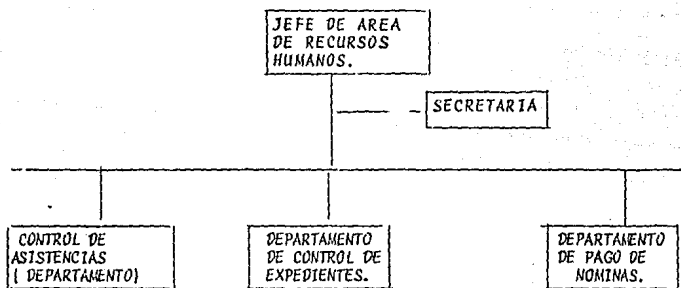 JEFE DE AREA
DE RECURSOS
HUMANOS.
SECRETARIA
CONTROL DE
ASISTENCIAS
( DEPARTAMENTO)
DEPARTAMENTO
DE CONTROL DE
EXPEDIENTES.
DEPARTAMENTO
DE PAGO DE
NOMINAS.